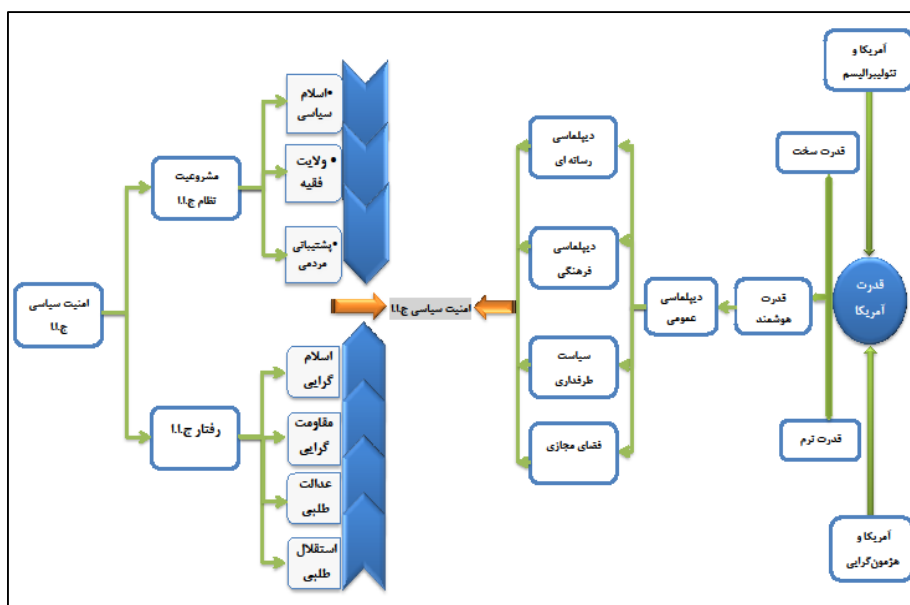 آمریکا و
نئولیبرالیسم
قدرت سخت
قدرت
آمریکا
قدرت نرم
آمریکا و
هژمون‌گرایی
قدرت
هوشمند
دیپلماسی
عمومی
دیپلماسی
رسانه ای
دیپلماسی
فرهنگی
سیاست
طرفداری
فضای مجازی
امنیت سیاسی ج.ا.ا
•اسلام
سیاسی
•ولایت
فقیه
•پشتیبانی
مردمی
مشروعیت
نظام ج.ا.ا
امنیت سیاسی
ج.ا.ا
رفتار ج.ا.ا
اسلام
گرایی
مقاومت
گرایی
عدالت
طلبی
استقلال
طلبی